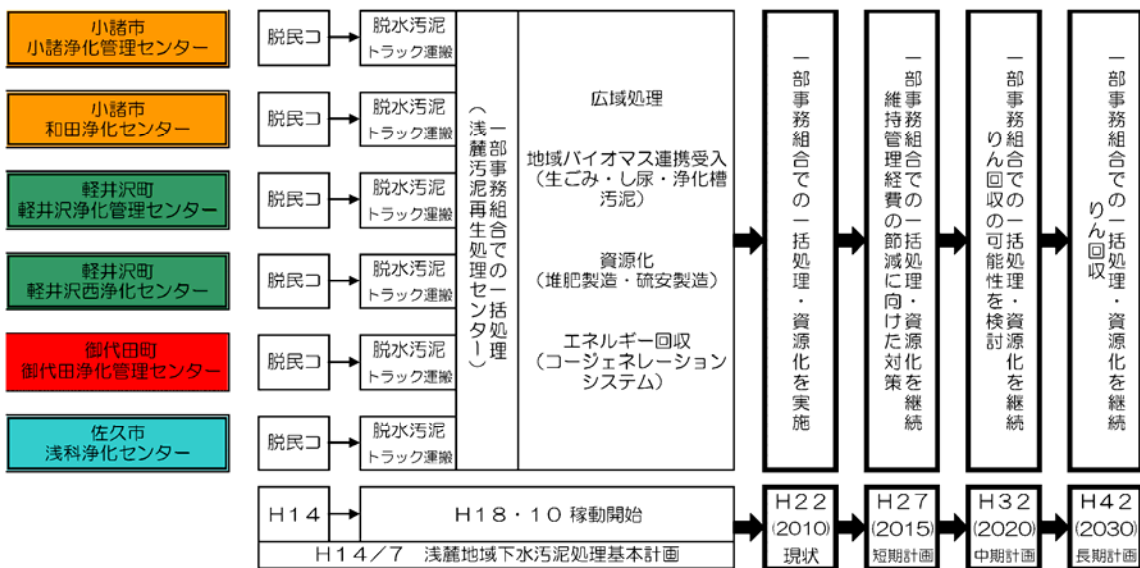 小諸市
小諸浄化管理センター
脱民コ
脱水汚泥
トラック運搬
小諸市
和田浄化センター
脱民コ
脱水汚泥
トラック運搬
軽井沢町
軽井沢浄化管理センター
脱民コ
脱水汚泥
トラック運搬
軽井沢町
軽井沢西浄化センター
脱民コ
脱水汚泥
トラック運搬
御代田町
御代田浄化管理センター
脱民コ
脱水汚泥
トラック運搬
佐久市
浅科浄化センター
脱民コ
脱水汚泥
トラック運搬
一部事務組合での一括処理
（浅麓汚泥再生処理センター）
広域処理
地域バイオマス連携受入
（生ごみ・し尿・浄化槽
汚泥）
資源化
（堆肥製造・硫安製造）
エネルギー回収
（コージェネレーション
システム）
一部事務組合での一括処理・資源化を実施
一部事務組合での一括処理・資源化を継続
維持管理経費の節減に向けた対策
一部事務組合での一括処理・資源化を継続
りん回収の可能性を検討
一部事務組合での一括処理・資源化を継続
りん回収
H14
H18・10 稼動開始
H14／7 浅麓地域下水汚泥処理基本計画
H22
(2010)
現状
H27
(2015)
短期計画
H32
(2020)
中期計画
H42
(2030)
長期計画